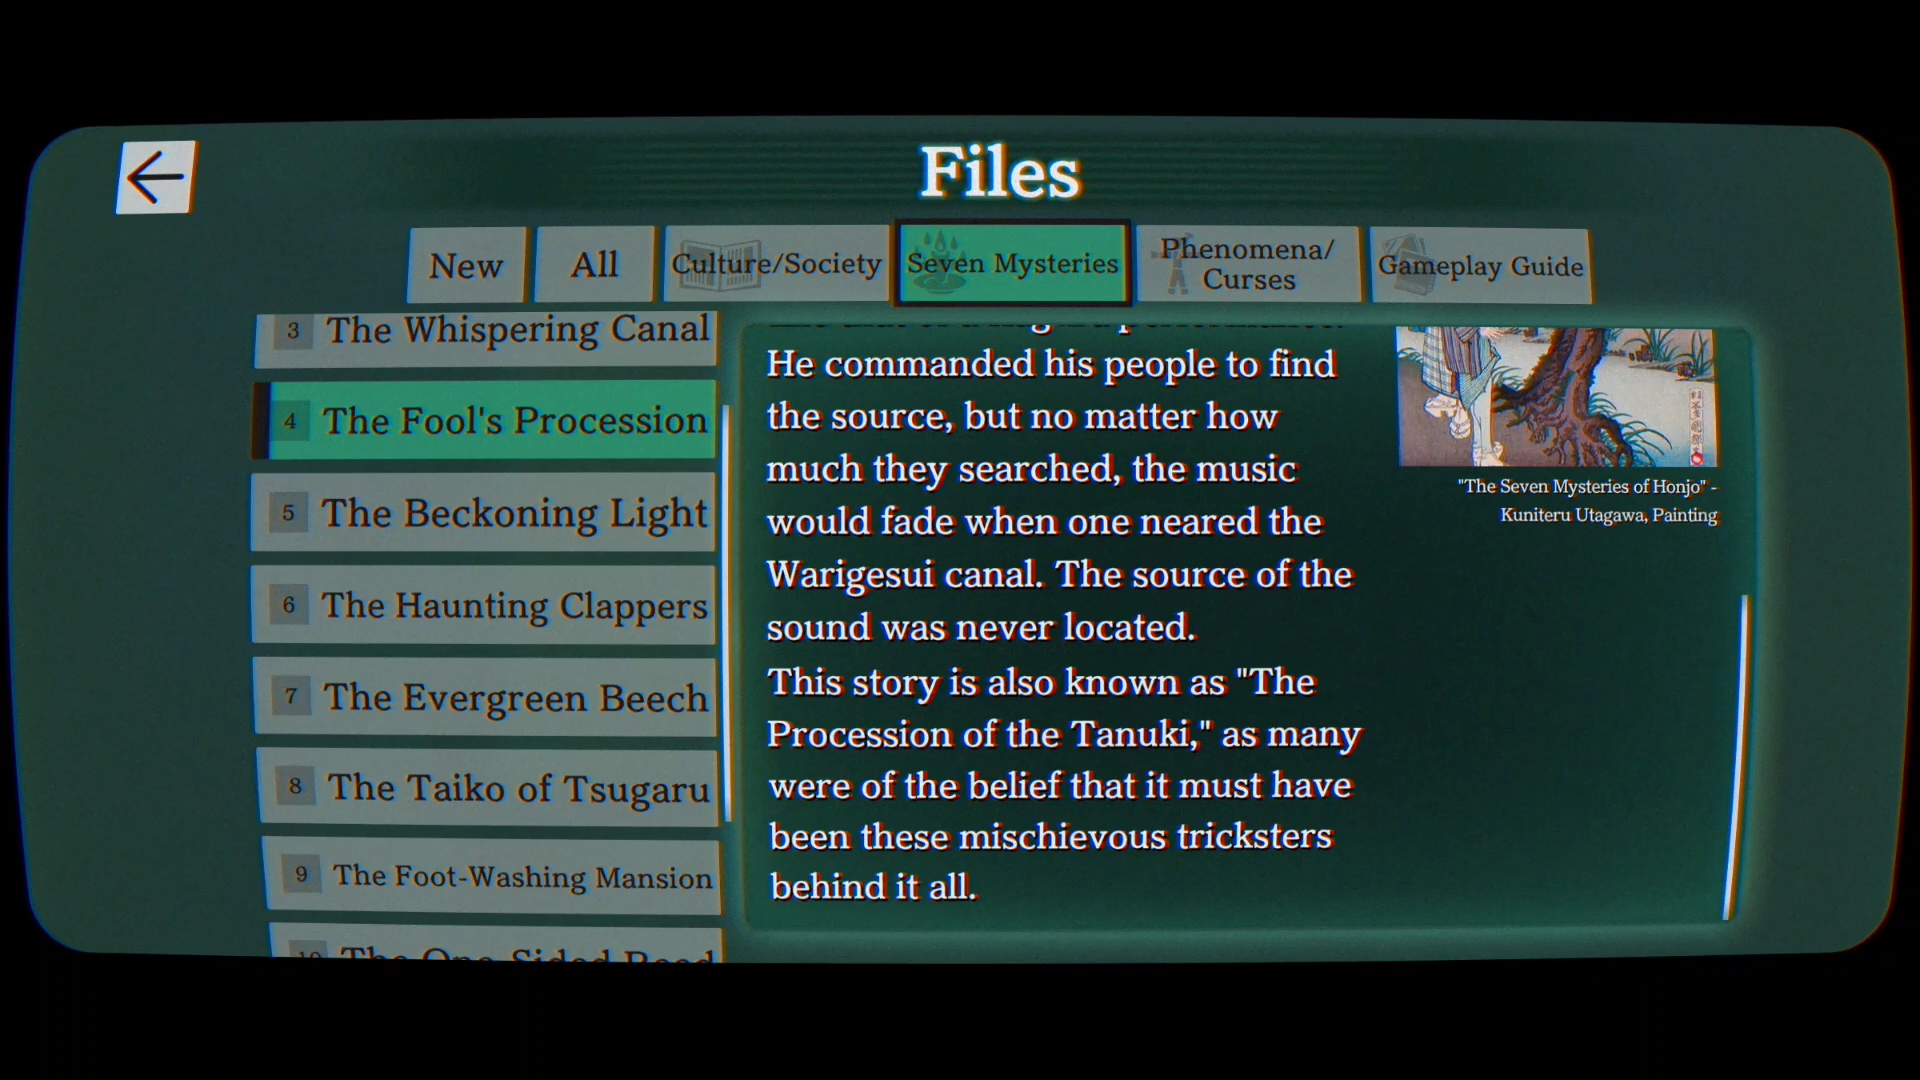 Files
New
All
Culture/Society
Seven Mysteries
Phenomena/
Curses
Gameplay Guide
3 The Whispering Canal
4 The Fool's Procession
5 The Beckoning Light
6 The Haunting Clappers
7 The Evergreen Beech
8 The Taiko of Tsugaru
9 The Foot-Washing Mansion
10 The One-Sided Reed
He commanded his people to find
the source, but no matter how
much they searched, the music
would fade when one neared the
Warigesui canal. The source of the
sound was never located.
This story is also known as "The
Procession of the Tanuki," as many
were of the belief that it must have
been these mischievous tricksters
behind it all.
"The Seven Mysteries of Honjo" -
Kuniteru Utagawa, Painting